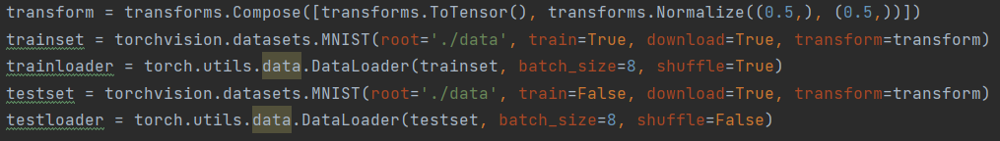 transform = transforms.Compose([transforms.ToTensor(), transforms.Normalize((0.5,), (0.5,))])
trainset = torchvision.datasets.MNIST(root='./data', train=True, download=True, transform=transform)
trainloader = torch.utils.data.DataLoader(trainset, batch_size=8, shuffle=True)
testset = torchvision.datasets.MNIST(root='./data', train=False, download=True, transform=transform)
testloader = torch.utils.data.DataLoader(testset, batch_size=8, shuffle=False)